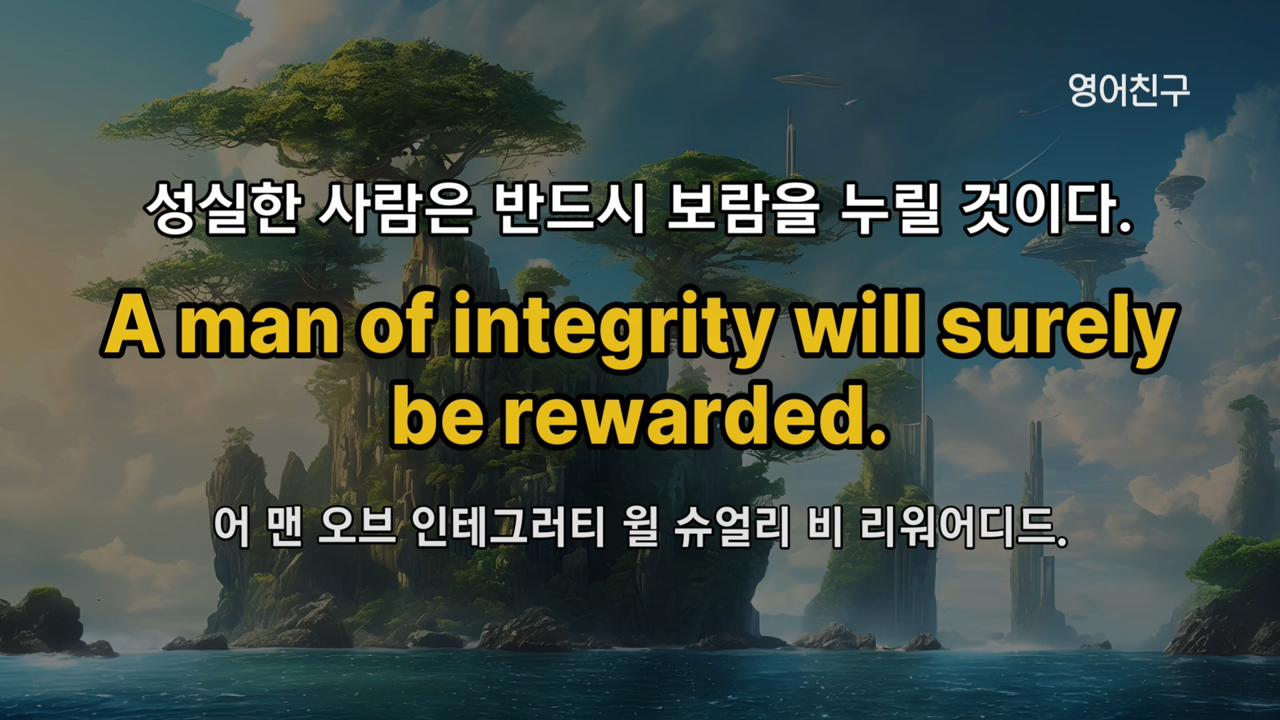 영어친구
성실한 사람은 반드시 보람을 누릴 것이다.
A man of integrity will surely
be rewarded.
어 맨 오브 인테그러티 윌 슈얼리 비 리워어디드.